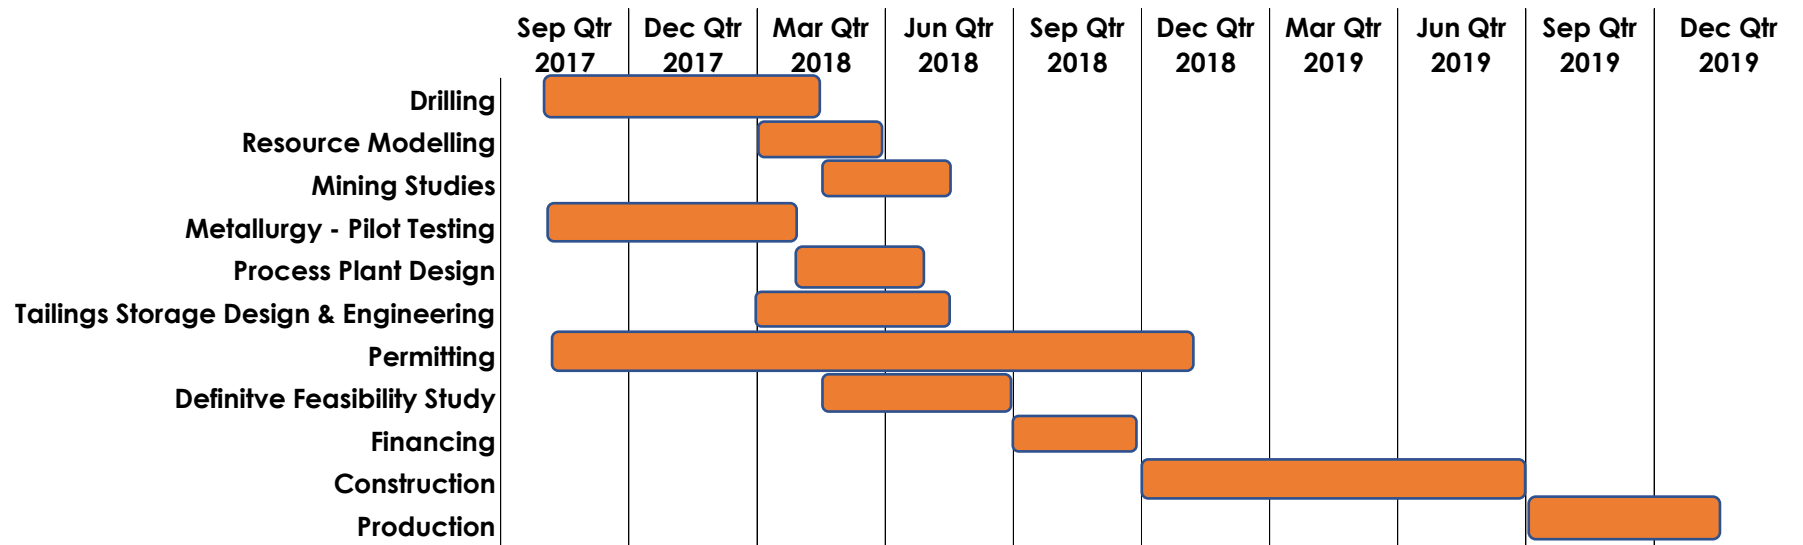 Sep Qtr Dec Qtr Mar Qtr Jun Qtr Sep Qtr Dec Qtr Mar Qtr Jun Qtr Sep Qtr Dec Qtr
2017 2017 2018 2018 2018 2018 2019 2019 2019 2019
Drilling
Resource Modelling
Mining Studies
Metallurgy - Pilot Testing
Process Plant Design
Tailings Storage Design & Engineering
Permitting
Definitve Feasibility Study
Financing
Construction
Production